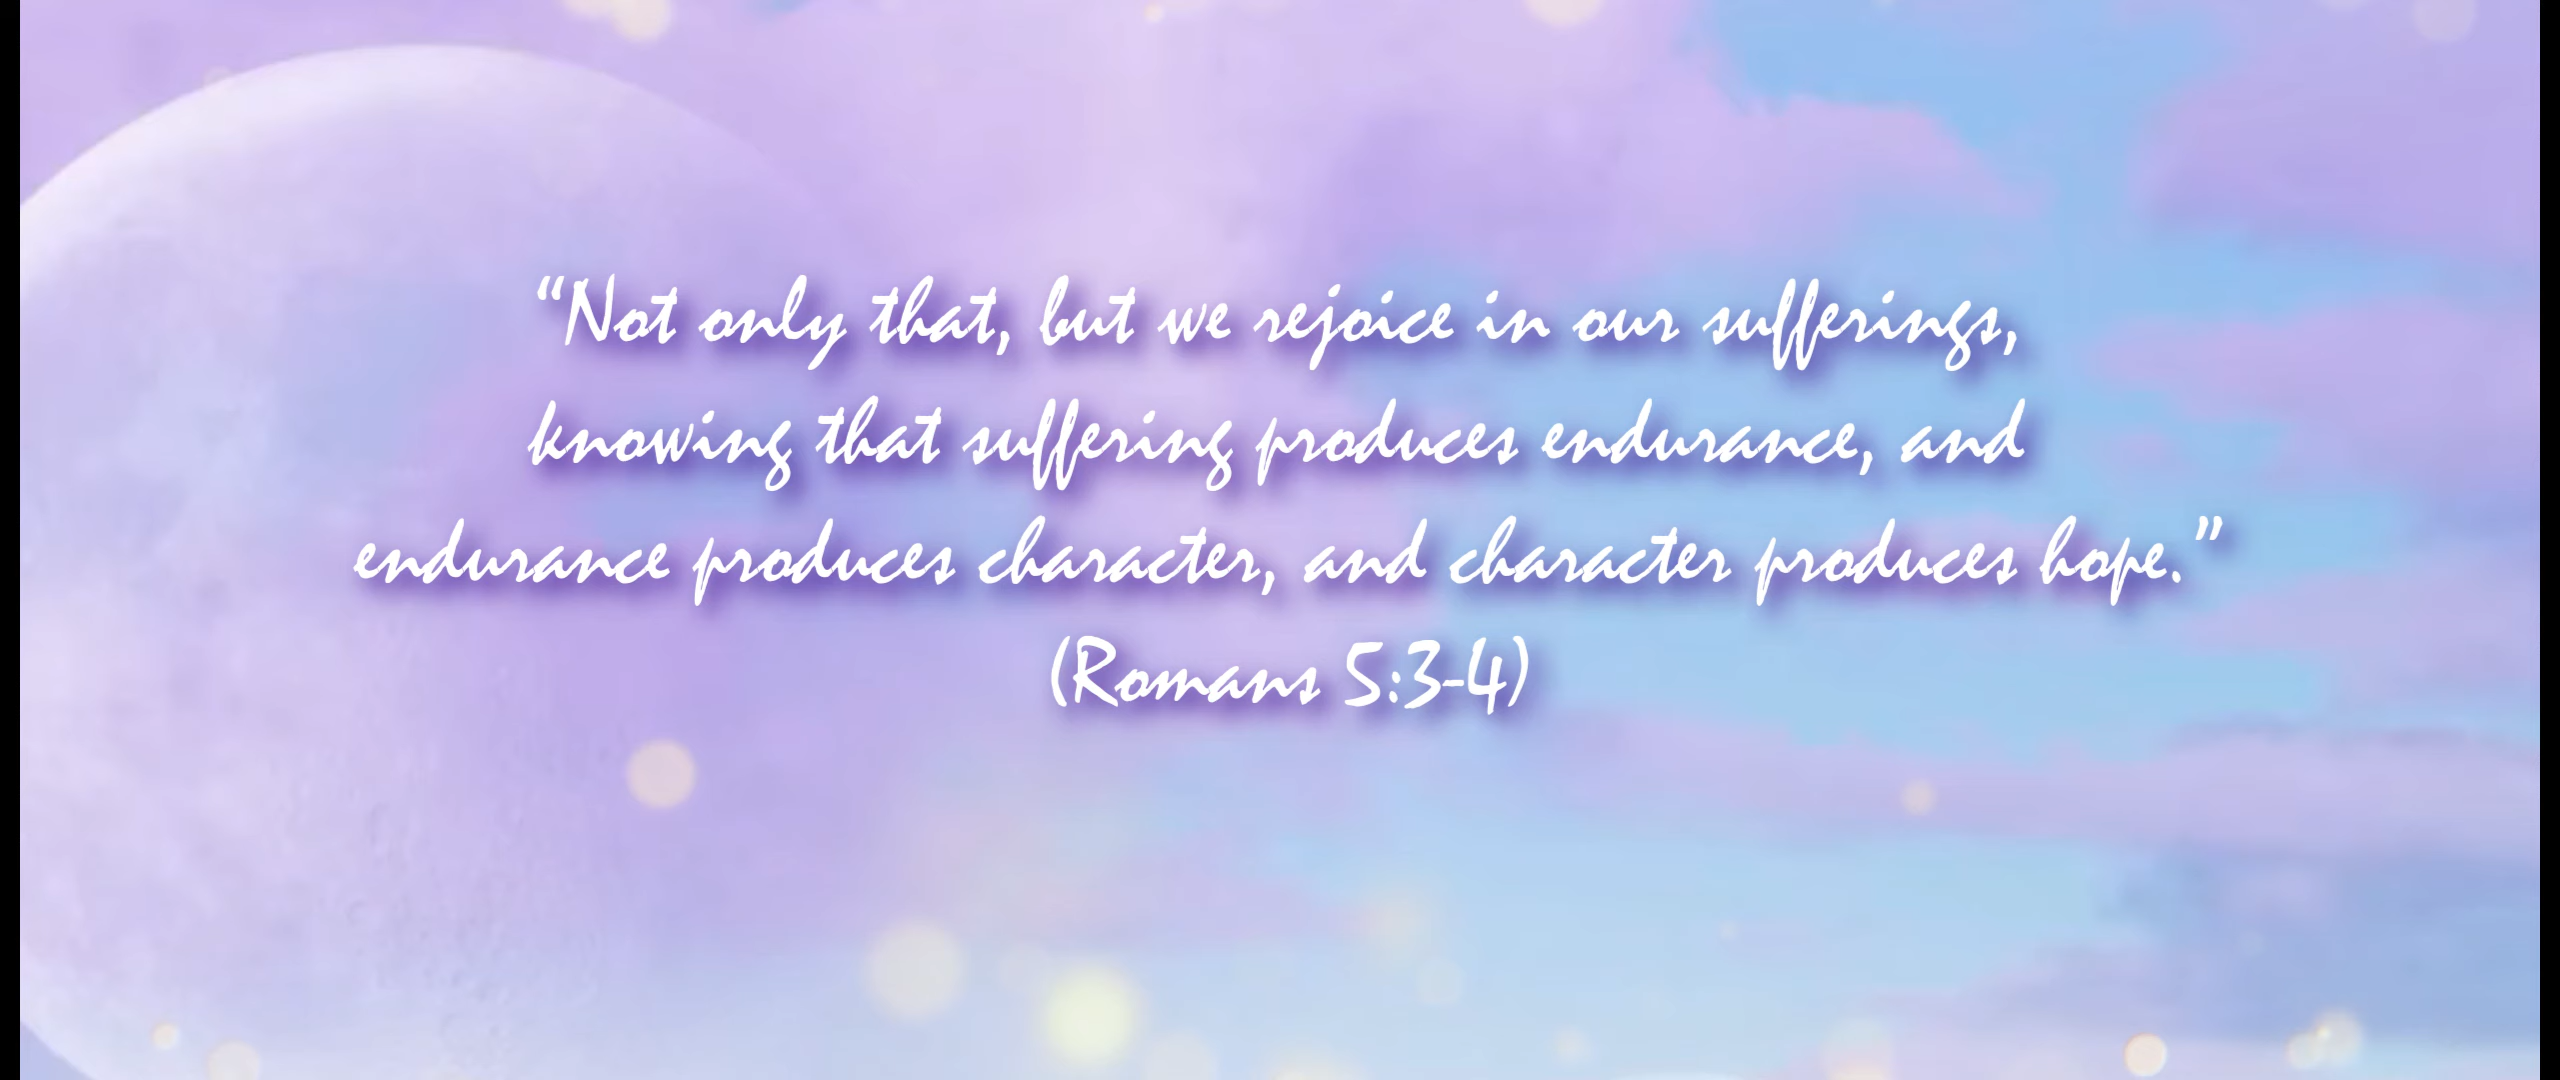 “Not only that, but we rejoice in our sufferings,
knowing that suffering produces endurance, and
endurance produces character, and character produces hope.”
(Romans 5:3-4)